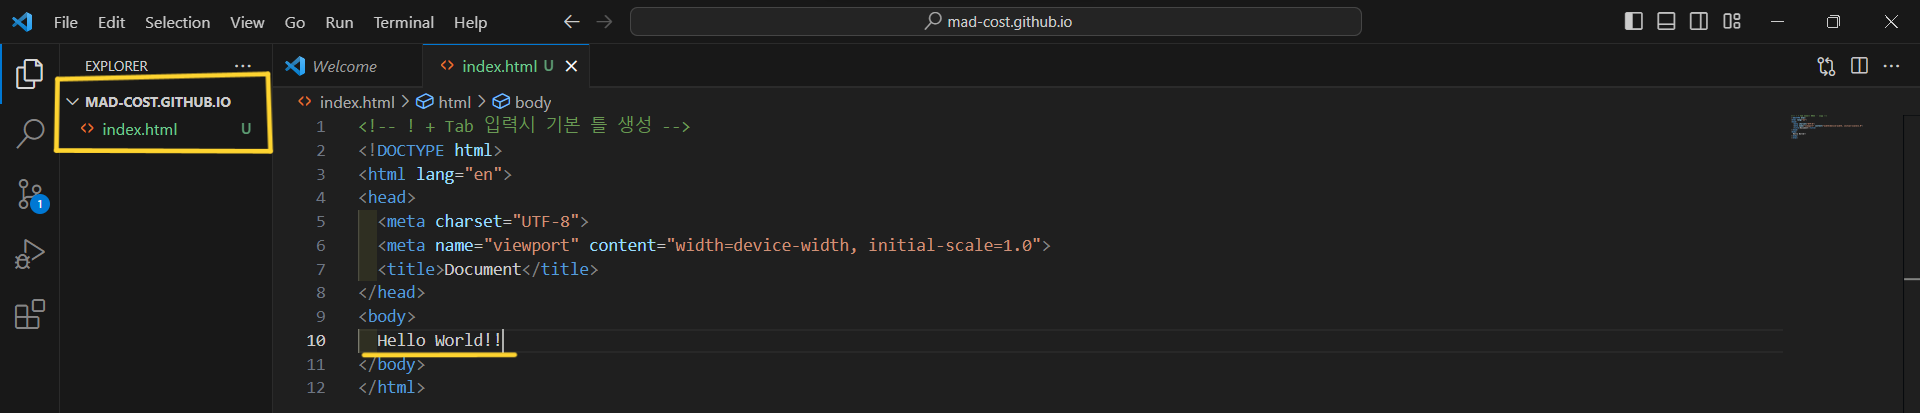 File Edit Selection View Go Run Terminal Help
mad-cost.github.io
EXPLORER
MAD-COST.GITHUB.IO
index.html U
1
Welcome
index.html U
index.html > html > body
1 <!-- ! + Tab 입력시 기본 틀 생성 -->
2 <!DOCTYPE html>
3 <html lang="en">
4 <head>
5 <meta charset="UTF-8">
6 <meta name="viewport" content="width=device-width, initial-scale=1.0">
7 <title>Document</title>
8 </head>
9 <body>
10 Hello World!!
11 </body>
12 </html>